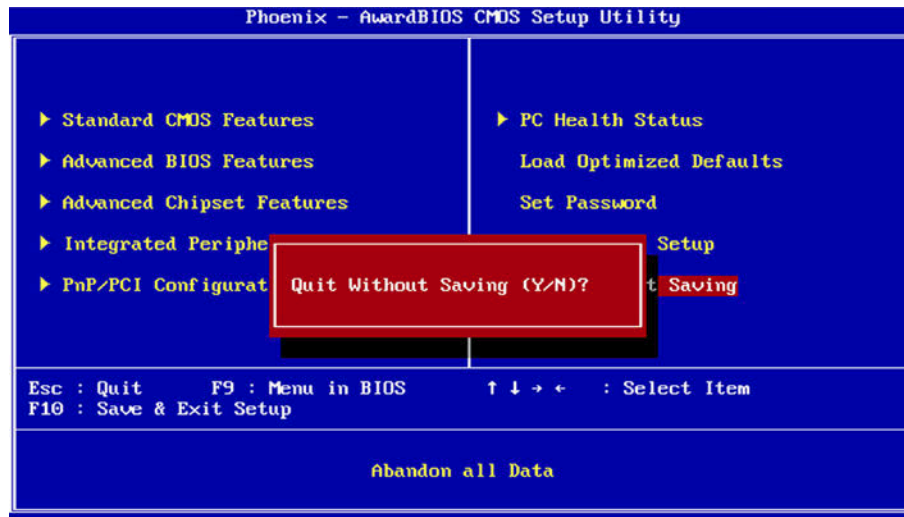 Phoenix - AwardBIOS CMOS Setup Utility
▶ Standard CMOS Features
▶ Advanced BIOS Features
▶ Advanced Chipset Features
▶ Integrated Periphe
▶ PnP/PCI Configurat
▶ PC Health Status
Load Optimized Defaults
Set Password
Setup
t Saving
Quit Without Saving (Y/N)?
Esc : Quit F9 : Menu in BIOS ↑ ↓ → ← : Select Item
F10 : Save & Exit Setup
Abandon all Data